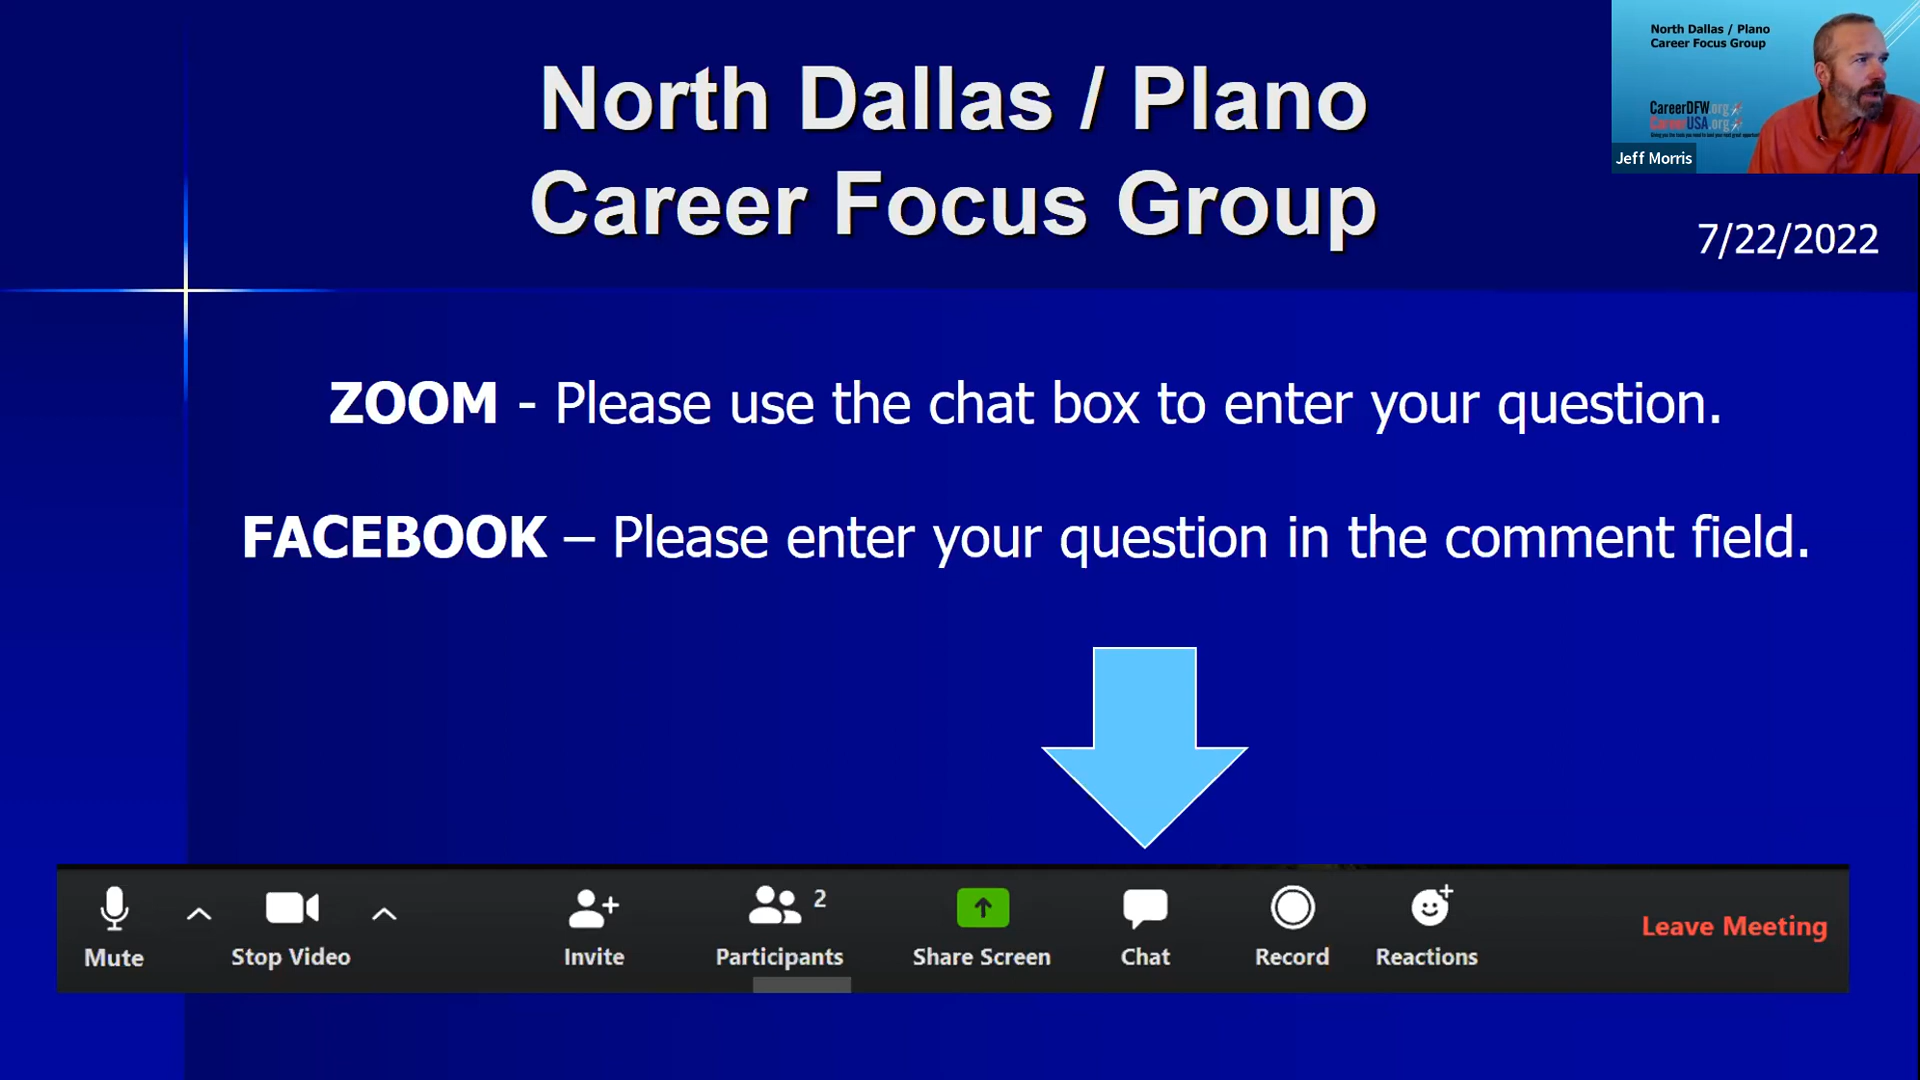 North Dallas / Plano
Career Focus Group
North Dallas / Plano
Career Focus Group
CareerDFW.org
CareerUSA.org
Jeff Morris
7/22/2022
ZOOM - Please use the chat box to enter your question.
FACEBOOK – Please enter your question in the comment field.
2
Mute
Stop Video
Invite
Participants
Share Screen
Chat
Record
Reactions
Leave Meeting